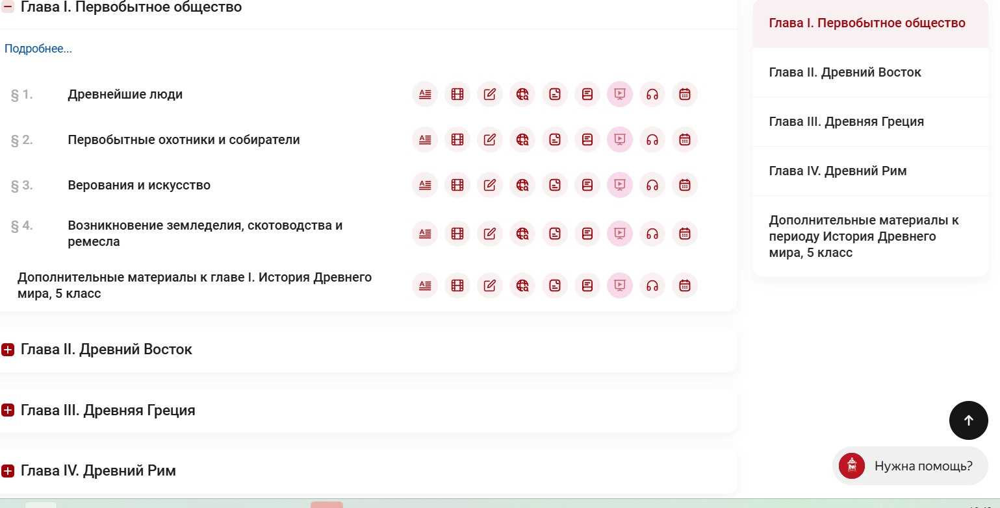 Глава I. Первобытное общество
Подробнее...
§ 1. Древнейшие люди
§ 2. Первобытные охотники и собиратели
§ 3. Верования и искусство
§ 4. Возникновение земледелия, скотоводства и
ремесла
Дополнительные материалы к главе I. История Древнего
мира, 5 класс
Глава II. Древний Восток
Глава III. Древняя Греция
Глава IV. Древний Рим
Глава I. Первобытное общество
Глава II. Древний Восток
Глава III. Древняя Греция
Глава IV. Древний Рим
Дополнительные материалы к
периоду История Древнего
мира, 5 класс
Нужна помощь?